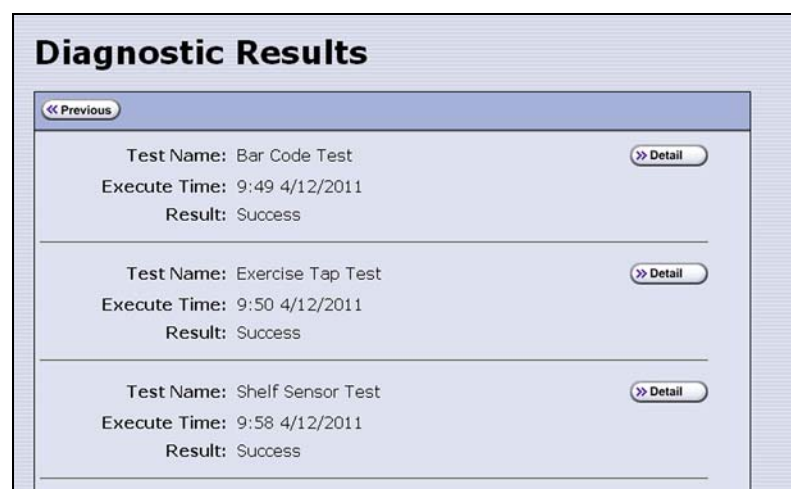 Diagnostic Results
« Previous
Test Name: Bar Code Test
» Detail
Execute Time: 9:49 4/12/2011
Result: Success
Test Name: Exercise Tap Test
» Detail
Execute Time: 9:50 4/12/2011
Result: Success
Test Name: Shelf Sensor Test
» Detail
Execute Time: 9:58 4/12/2011
Result: Success